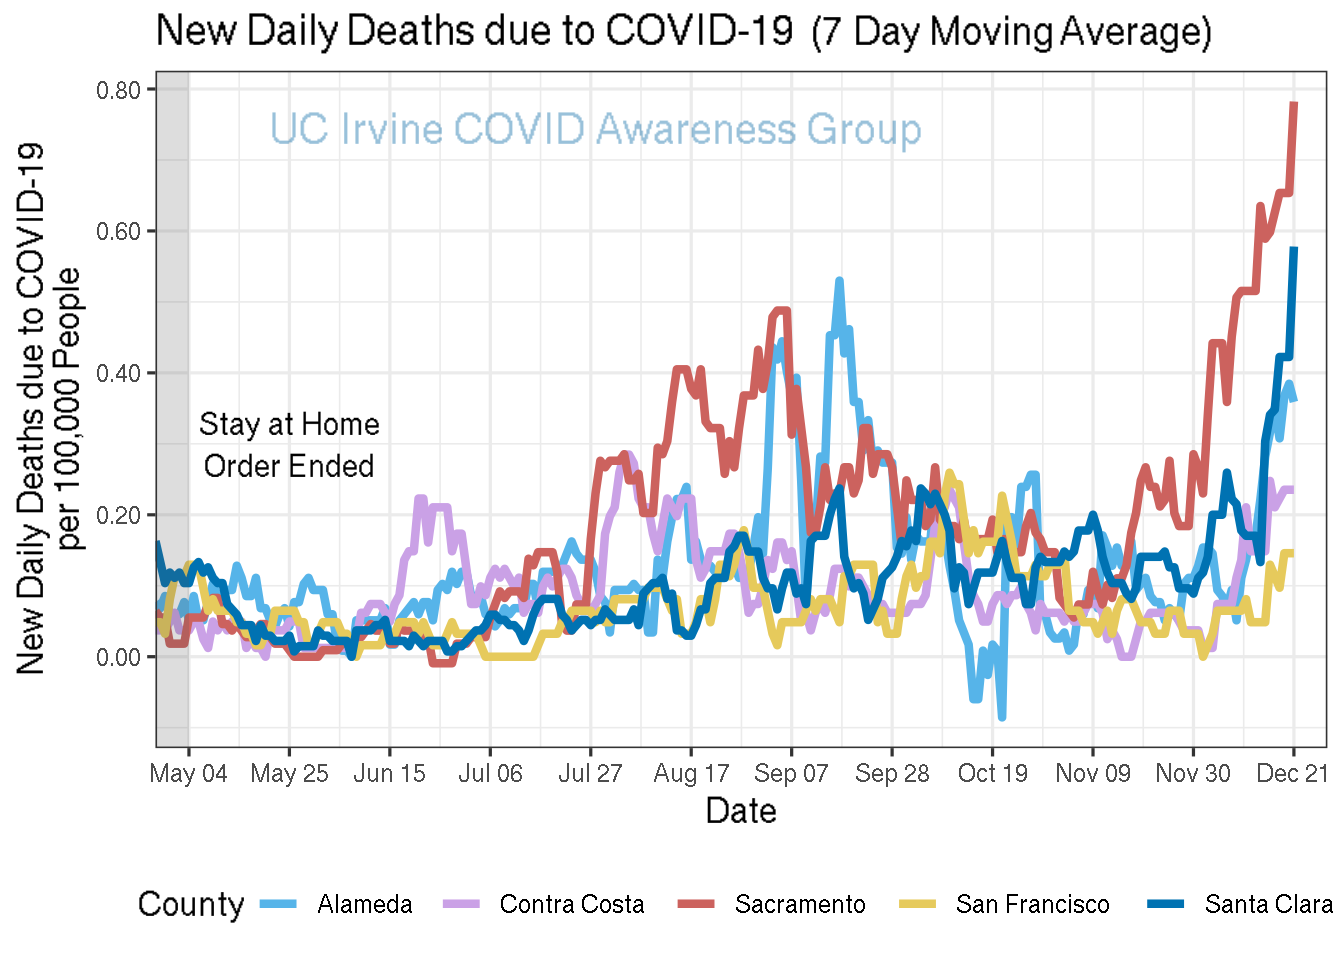 New Daily Deaths due to COVID-19 (7 Day Moving Average)
New Daily Deaths due to COVID-19
per 100,000 People
0.80
0.60
0.40
0.20
0.00
UC Irvine COVID Awareness Group
Stay at Home
Order Ended
May 04 May 25 Jun 15 Jul 06 Jul 27 Aug 17 Sep 07 Sep 28 Oct 19 Nov 09 Nov 30 Dec 21
Date
County Alameda Contra Costa Sacramento San Francisco Santa Clara